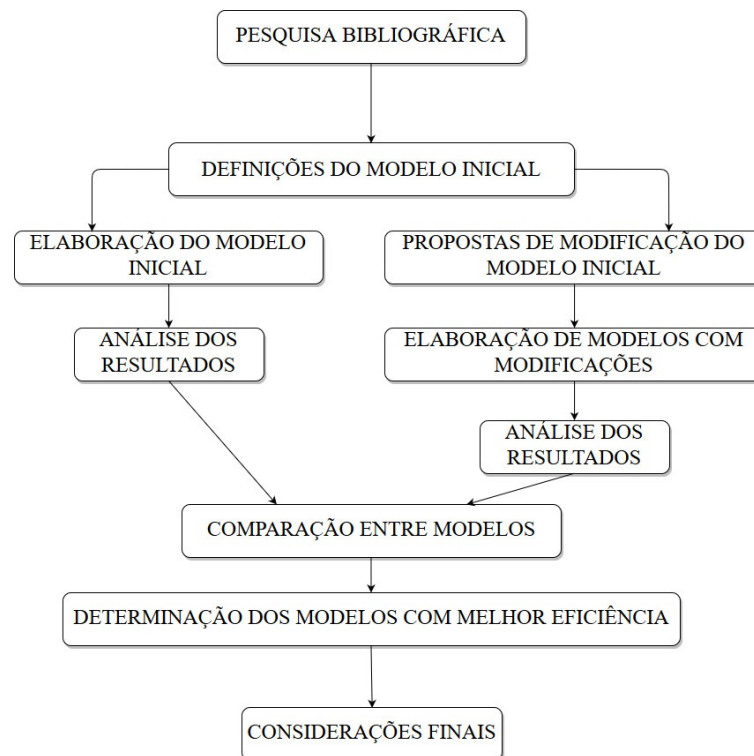 PESQUISA BIBLIOGRÁFICA
DEFINIÇÕES DO MODELO INICIAL
ELABORAÇÃO DO MODELO
INICIAL
PROPOSTAS DE MODIFICAÇÃO DO
MODELO INICIAL
ANÁLISE DOS
RESULTADOS
ELABORAÇÃO DE MODELOS COM
MODIFICAÇÕES
ANÁLISE DOS
RESULTADOS
COMPARAÇÃO ENTRE MODELOS
DETERMINAÇÃO DOS MODELOS COM MELHOR EFICIÊNCIA
CONSIDERAÇÕES FINAIS